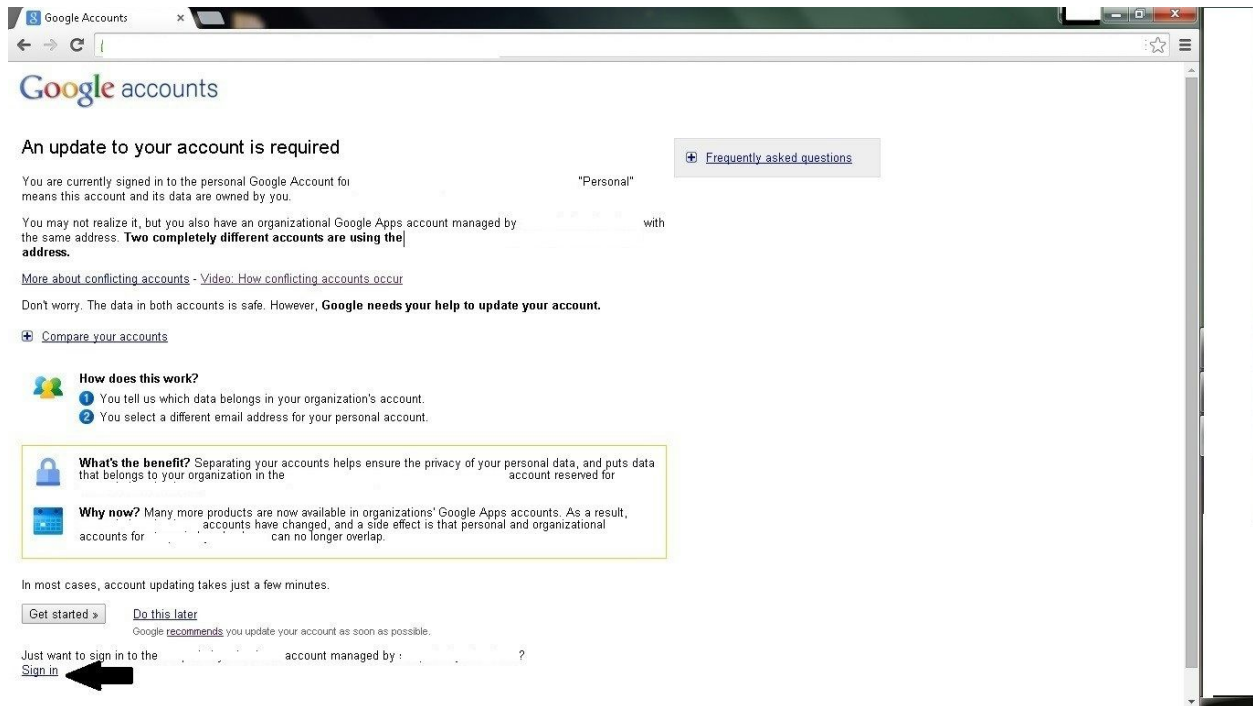 Google Accounts
Google accounts
An update to your account is required
Frequently asked questions
You are currently signed in to the personal Google Account for "Personal"
means this account and its data are owned by you.
You may not realize it, but you also have an organizational Google Apps account managed by with
the same address. Two completely different accounts are using the
address.
More about conflicting accounts - Video: How conflicting accounts occur
Don't worry. The data in both accounts is safe. However, Google needs your help to update your account.
Compare your accounts
How does this work?
1 You tell us which data belongs in your organization's account.
2 You select a different email address for your personal account.
What's the benefit? Separating your accounts helps ensure the privacy of your personal data, and puts data
that belongs to your organization in the account reserved for
Why now? Many more products are now available in organizations' Google Apps accounts. As a result,
accounts have changed, and a side effect is that personal and organizational
accounts for can no longer overlap.
In most cases, account updating takes just a few minutes.
Get started » Do this later
Google recommends you update your account as soon as possible.
Just want to sign in to the account managed by ?
Sign in